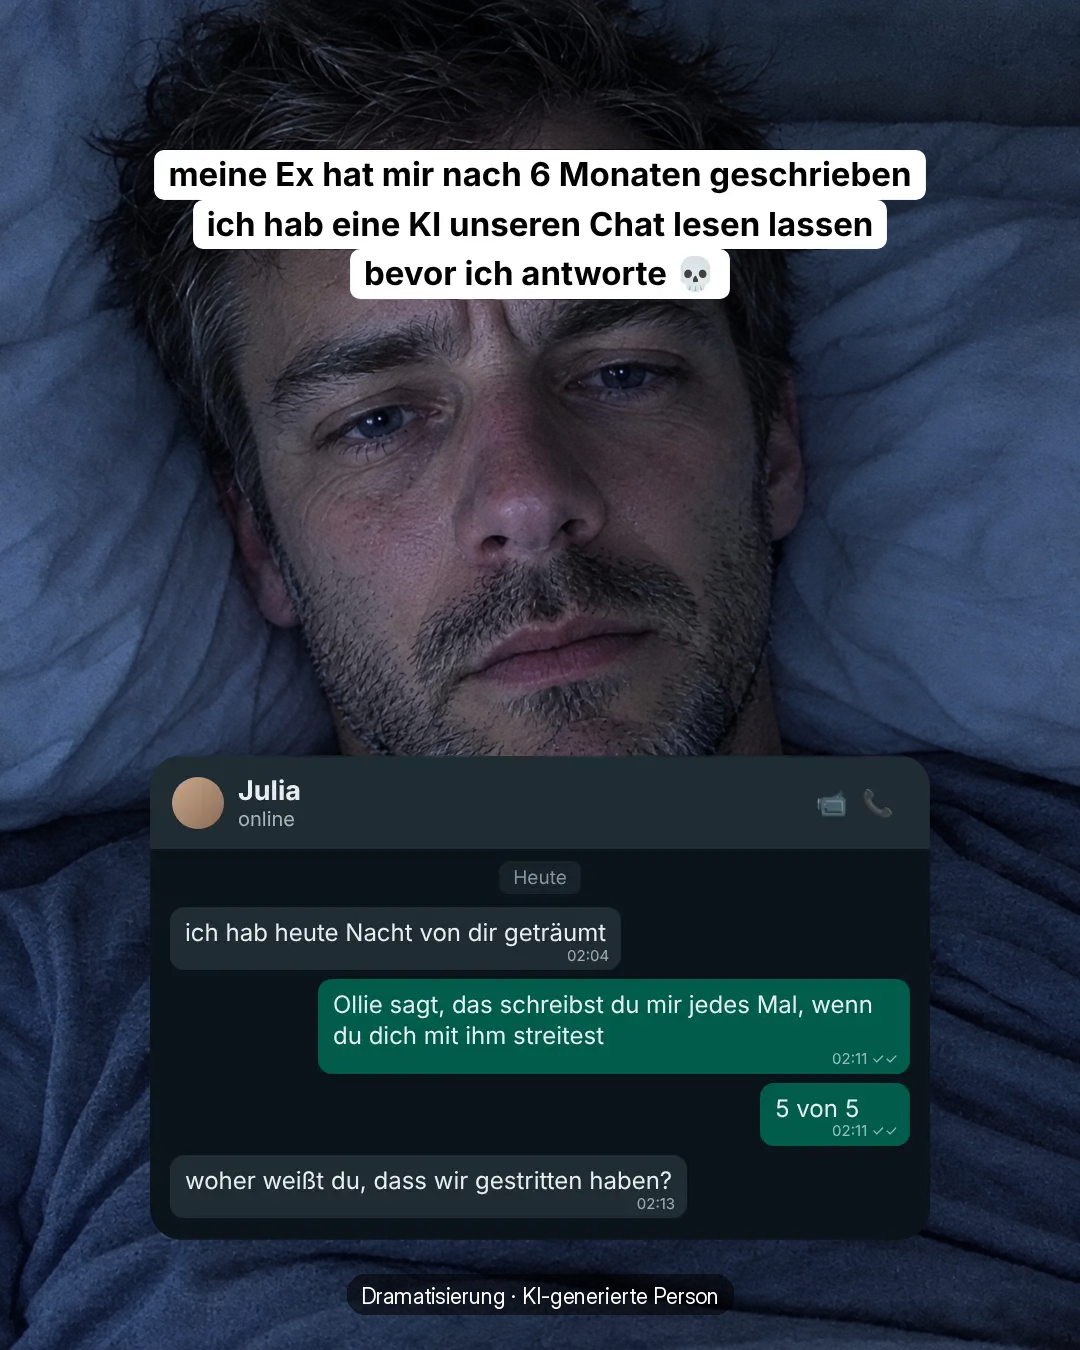 meine Ex hat mir nach 6 Monaten geschrieben
ich hab eine KI unseren Chat lesen lassen
bevor ich antworte 💀
Julia
online
Heute
ich hab heute Nacht von dir geträumt
02:04
Ollie sagt, das schreibst du mir jedes Mal, wenn
du dich mit ihm streitest
02:11 ✓✓
5 von 5
02:11 ✓✓
woher weißt du, dass wir gestritten haben?
02:13
Dramatisierung · KI-generierte Person